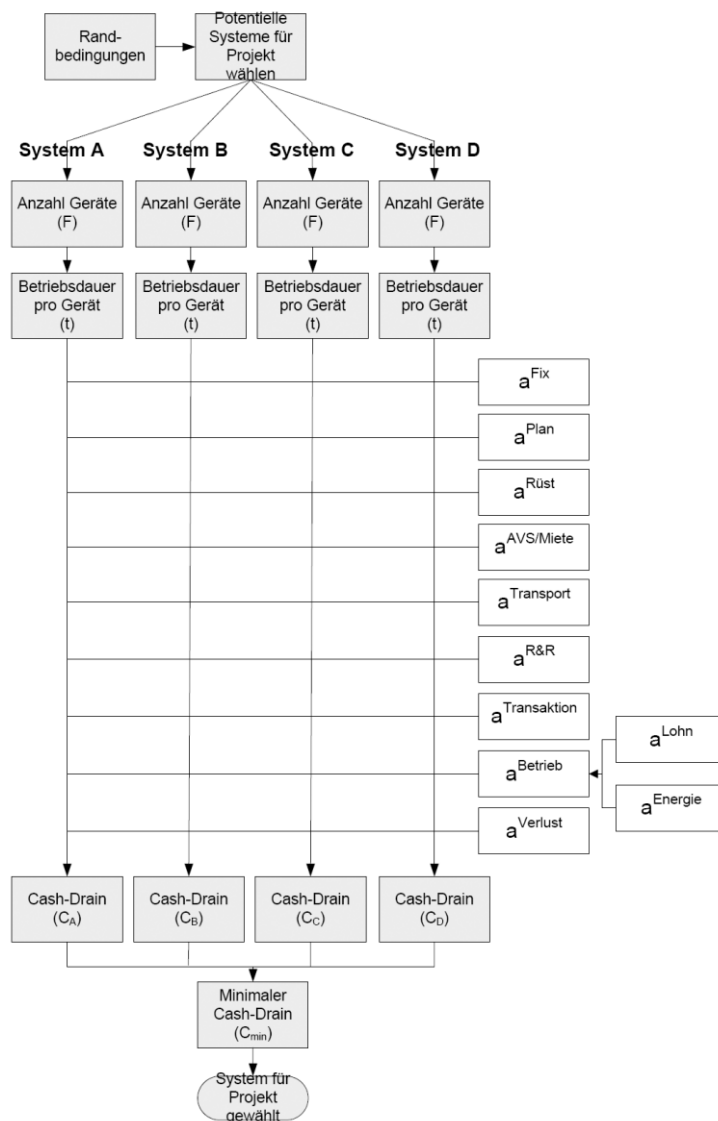 Rand-
bedingungen
Potentielle
Systeme für
Projekt
wählen
System A
System B
System C
System D
Anzahl Geräte
(F)
Anzahl Geräte
(F)
Anzahl Geräte
(F)
Anzahl Geräte
(F)
Betriebsdauer
pro Gerät
(t)
Betriebsdauer
pro Gerät
(t)
Betriebsdauer
pro Gerät
(t)
Betriebsdauer
pro Gerät
(t)
a^Fix
a^Plan
a^Rüst
a^AVS/Miete
a^Transport
a^R&R
a^Transaktion
a^Lohn
a^Betrieb
a^Energie
a^Verlust
Cash-Drain
(C_A)
Cash-Drain
(C_B)
Cash-Drain
(C_C)
Cash-Drain
(C_D)
Minimaler
Cash-Drain
(C_min)
System für
Projekt
gewählt